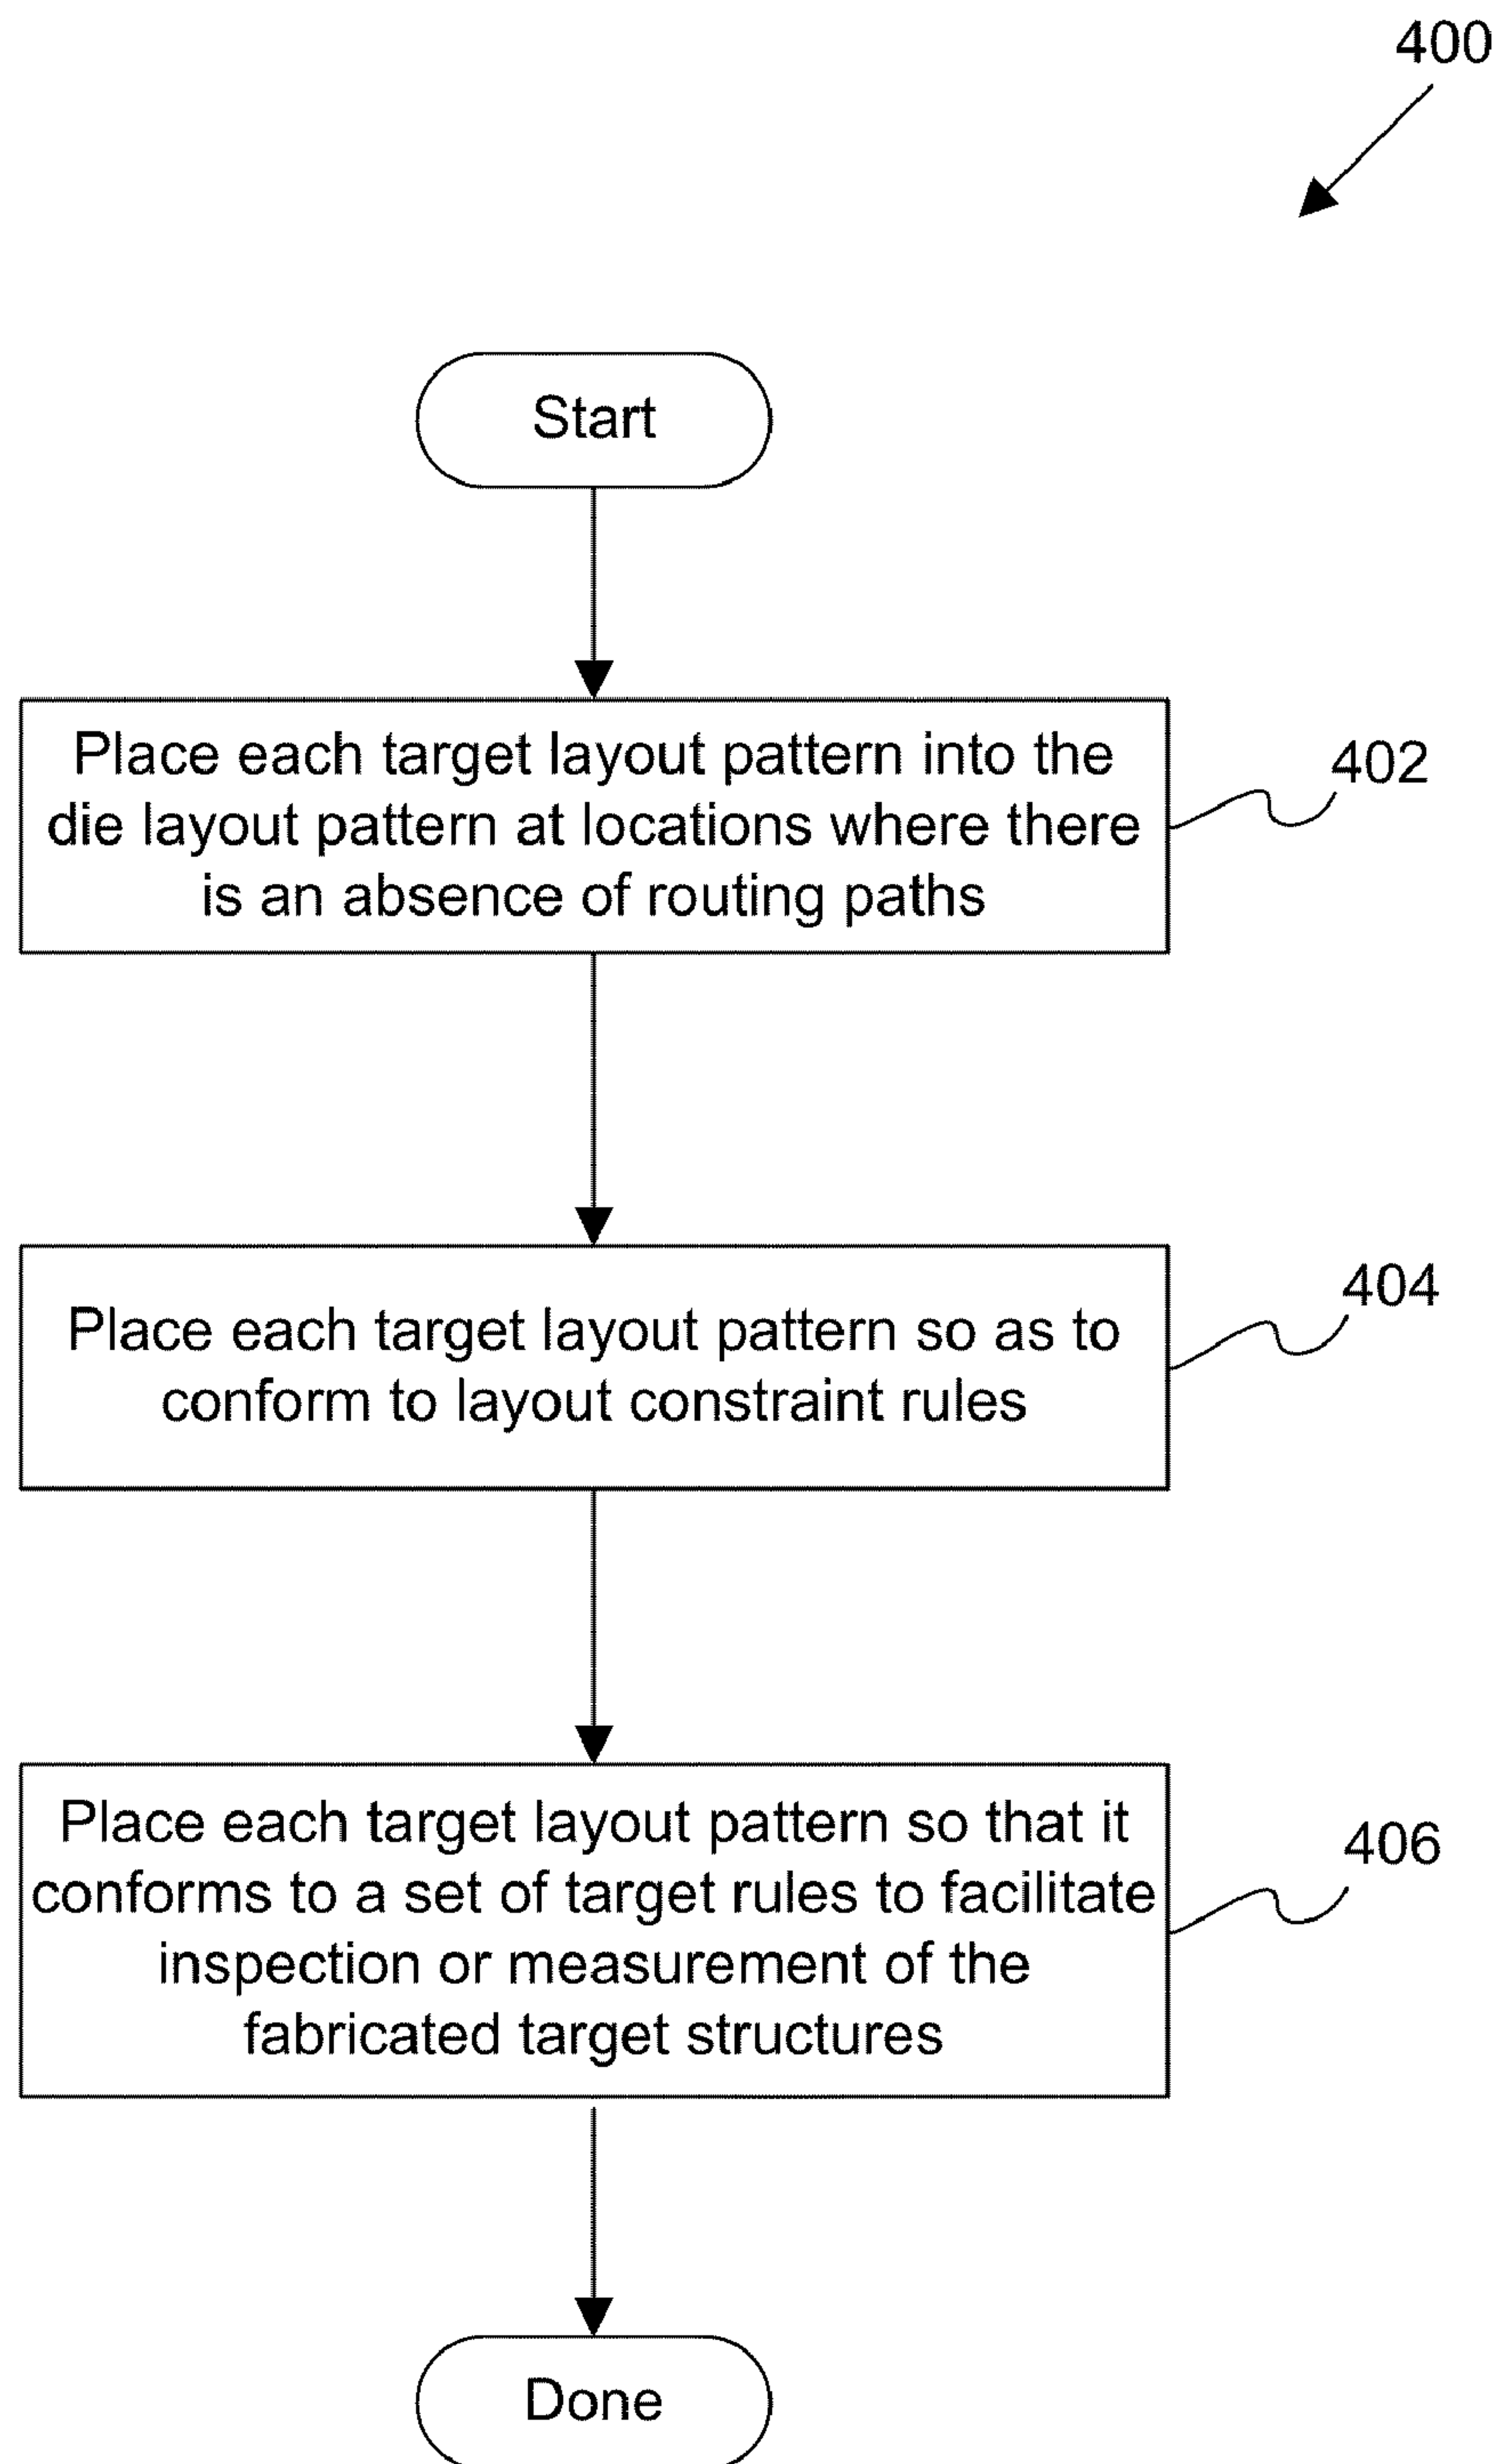 400
Start
Place each target layout pattern into the
die layout pattern at locations where there
is an absence of routing paths
402
Place each target layout pattern so as to
conform to layout constraint rules
404
Place each target layout pattern so that it
conforms to a set of target rules to facilitate
inspection or measurement of the
fabricated target structures
406
Done